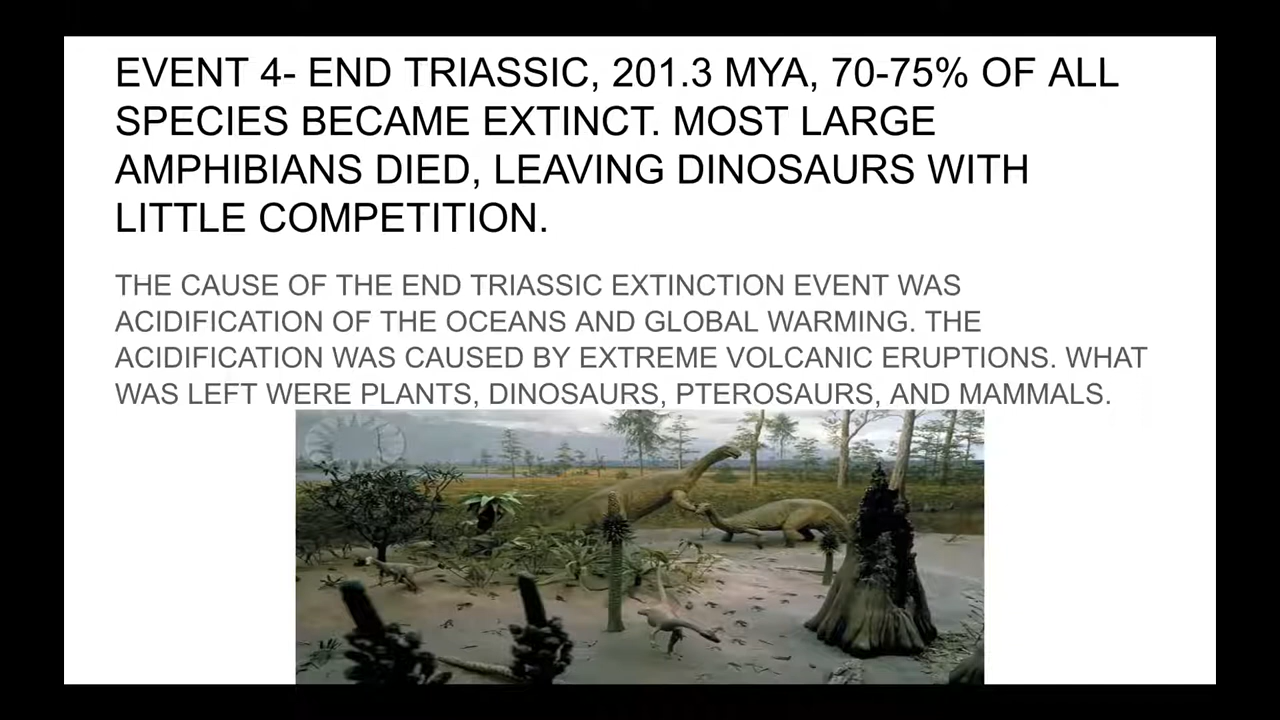 EVENT 4- END TRIASSIC, 201.3 MYA, 70-75% OF ALL
SPECIES BECAME EXTINCT. MOST LARGE
AMPHIBIANS DIED, LEAVING DINOSAURS WITH
LITTLE COMPETITION.
THE CAUSE OF THE END TRIASSIC EXTINCTION EVENT WAS
ACIDIFICATION OF THE OCEANS AND GLOBAL WARMING. THE
ACIDIFICATION WAS CAUSED BY EXTREME VOLCANIC ERUPTIONS. WHAT
WAS LEFT WERE PLANTS, DINOSAURS, PTEROSAURS, AND MAMMALS.